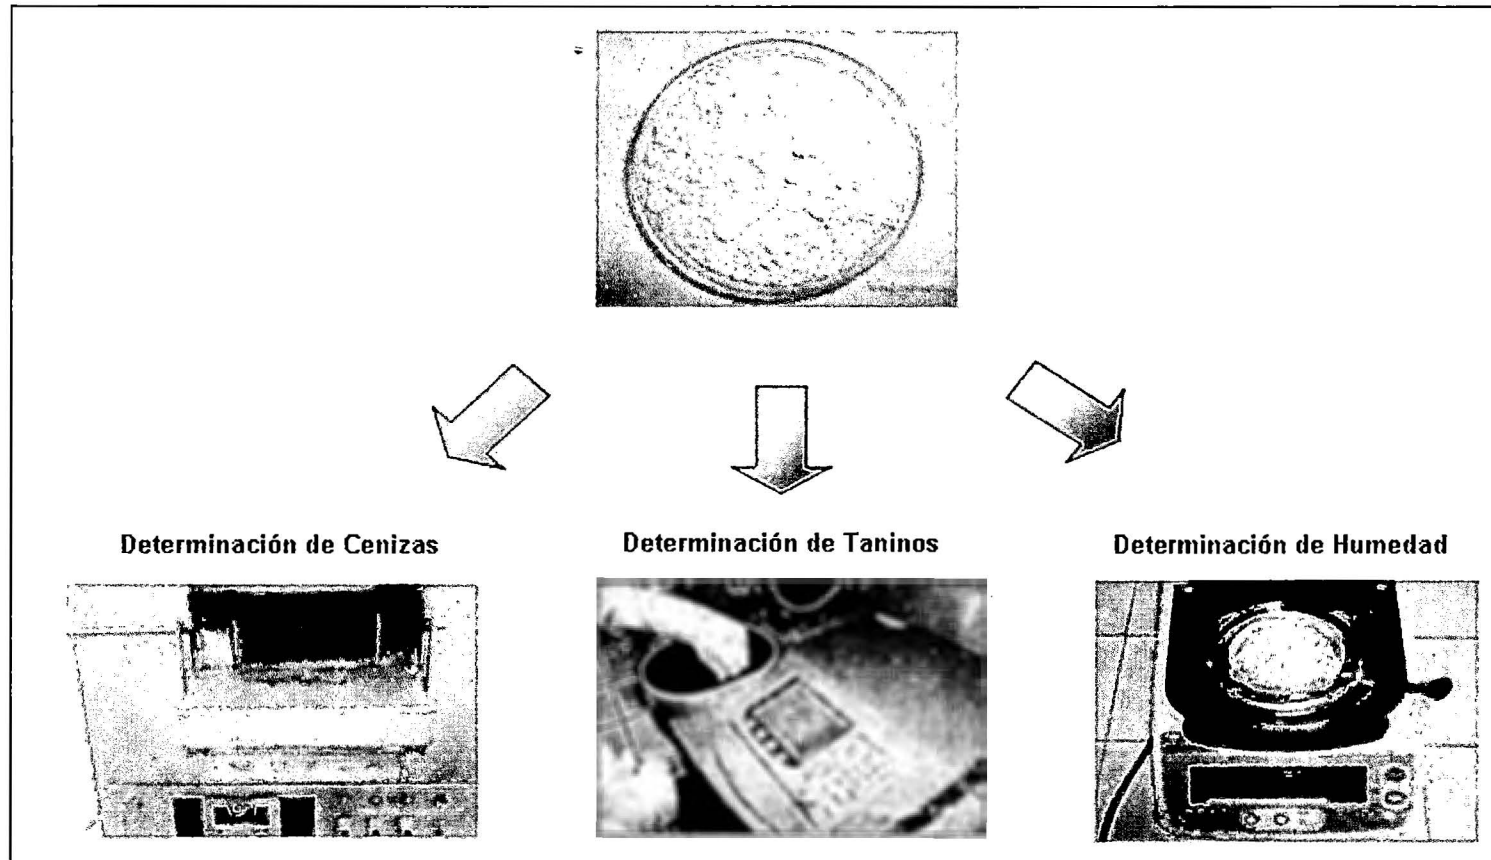 Determinación de Cenizas
Determinación de Taninos
Determinación de Humedad